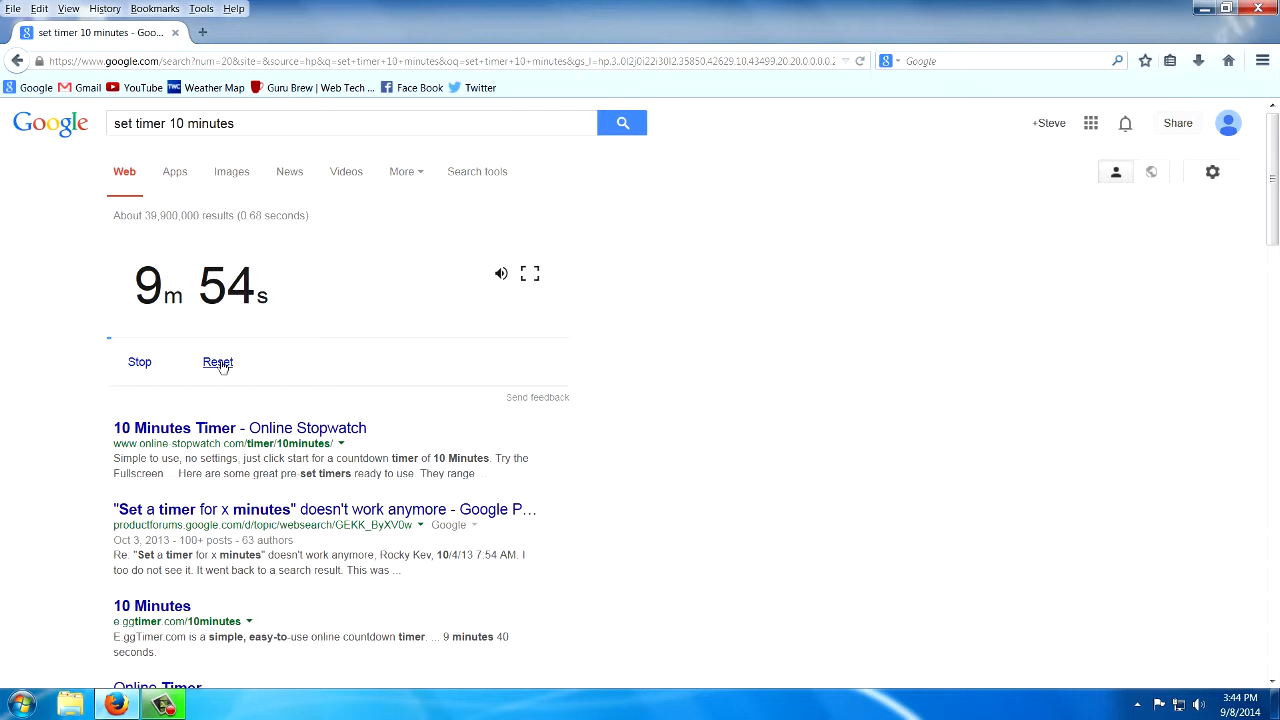 File Edit View History Bookmarks Tools Help
set timer 10 minutes - Goo...
Google
Google Gmail YouTube Weather Map Guru Brew | Web Tech ... Face Book Twitter
Google set timer 10 minutes +Steve Share
Web Apps Images News Videos More Search tools
About 39,900,000 results (0.68 seconds)
9m 54s
Stop Reset
Send feedback
10 Minutes Timer - Online Stopwatch
www.online-stopwatch.com/timer/10minutes/
Simple to use, no settings, just click start for a countdown timer of 10 Minutes. Try the
Fullscreen Here are some great pre-set timers ready to use. They range ...
"Set a timer for x minutes" doesn't work anymore - Google P...
productforums.google.com/d/topic/websearch/GEKK_ByXV0w Google
Oct 3, 2013 - 100+ posts - 63 authors
Re. "Set a timer for x minutes" doesn't work anymore, Rocky Kev, 10/4/13 7:54 AM. I
too do not see it. It went back to a search result. This was ...
10 Minutes
e.ggtimer.com/10minutes
E.ggTimer.com is a simple, easy-to-use online countdown timer. ... 9 minutes 40
seconds.
Online Timer
3:44 PM
9/8/2014